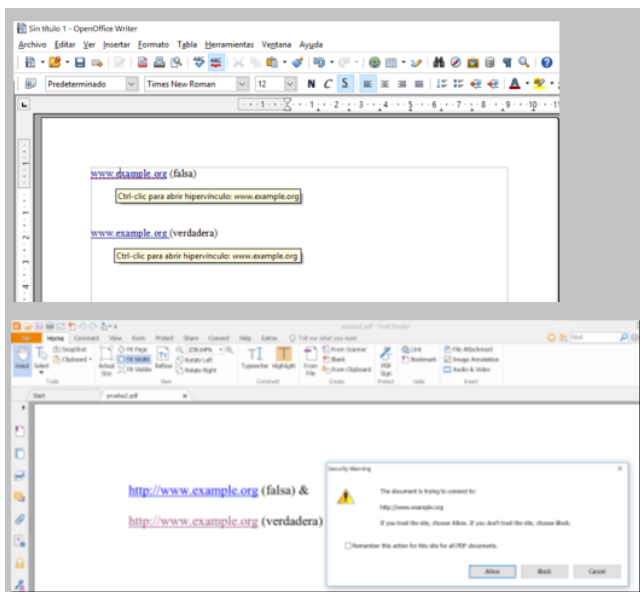 Sin título 1 - OpenOffice Writer
Archivo Editar Ver Insertar Formato Tabla Herramientas Ventana Ayuda
Predeterminado Times New Roman 12 N C S
www.example.org (falsa)
Ctrl-clic para abrir hipervínculo: www.example.org
www.example.org (verdadera)
Ctrl-clic para abrir hipervínculo: www.example.org
prueba2.pdf - Foxit Reader
File Home Comment View Form Protect Share Connect Help Extras Tell me what you want Find
Hand Select SnapShot Clipboard Actual Size Fit Page Fit Width Fit Visible Reflow 238.64% Rotate Left Rotate Right Typewriter Highlight From File From Scanner Blank From Clipboard PDF Sign Link Bookmark File Attachment Image Annotation Audio & Video
Tools View Comment Create Protect Links Insert
Start prueba2.pdf
Security Warning
The document is trying to connect to:
http://www.example.org
If you trust the site, choose Allow. If you don't trust the site, choose Block.
Remember this action for this site for all PDF documents.
Allow Block Cancel
http://www.example.org (falsa) &
http://www.example.org (verdadera)